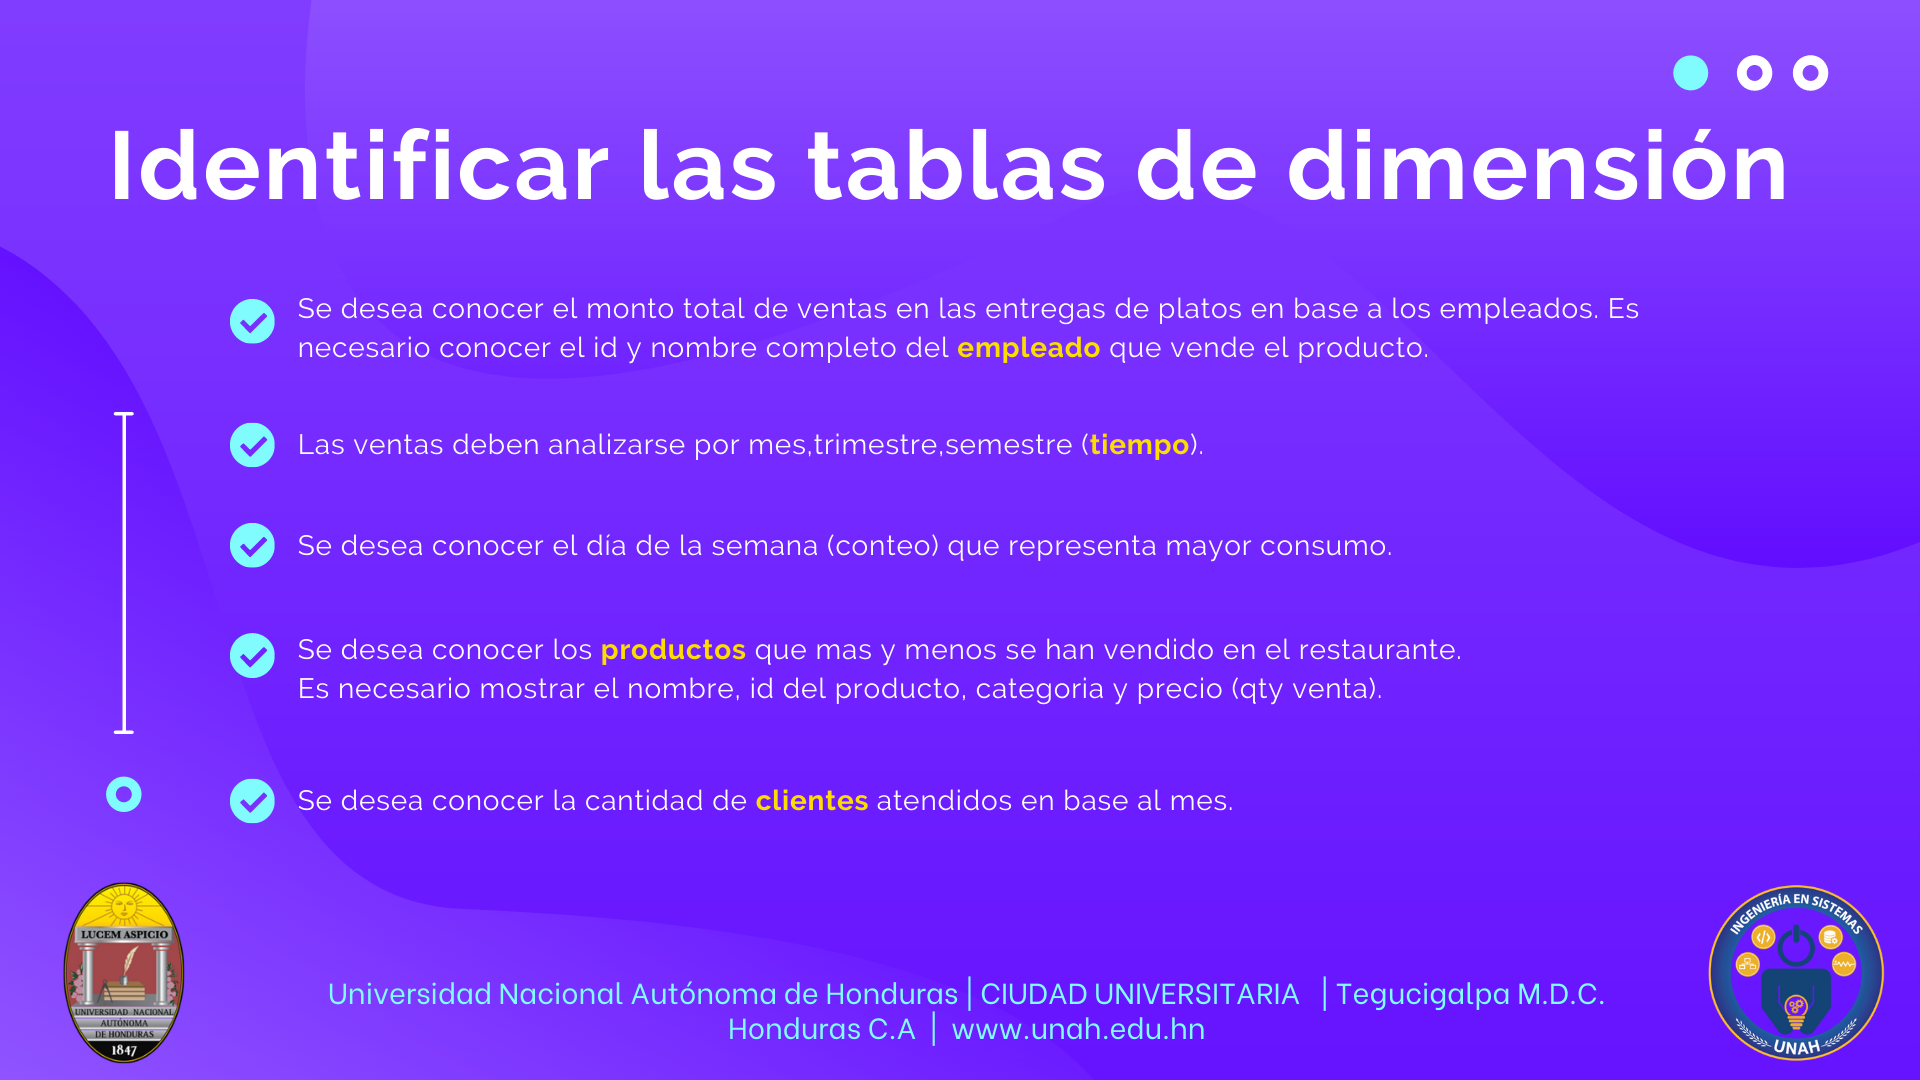 Identificar las tablas de dimensión
Se desea conocer el monto total de ventas en las entregas de platos en base a los empleados. Es
necesario conocer el id y nombre completo del empleado que vende el producto.
Las ventas deben analizarse por mes,trimestre,semestre (tiempo).
Se desea conocer el día de la semana (conteo) que representa mayor consumo.
Se desea conocer los productos que mas y menos se han vendido en el restaurante.
Es necesario mostrar el nombre, id del producto, categoria y precio (qty venta).
Se desea conocer la cantidad de clientes atendidos en base al mes.
LUCEM ASPICIO
UNIVERSIDAD NACIONAL
AUTÓNOMA
DE HONDURAS
1847
Universidad Nacional Autónoma de Honduras | CIUDAD UNIVERSITARIA | Tegucigalpa M.D.C.
Honduras C.A | www.unah.edu.hn
INGENIERÍA EN SISTEMAS
UNAH